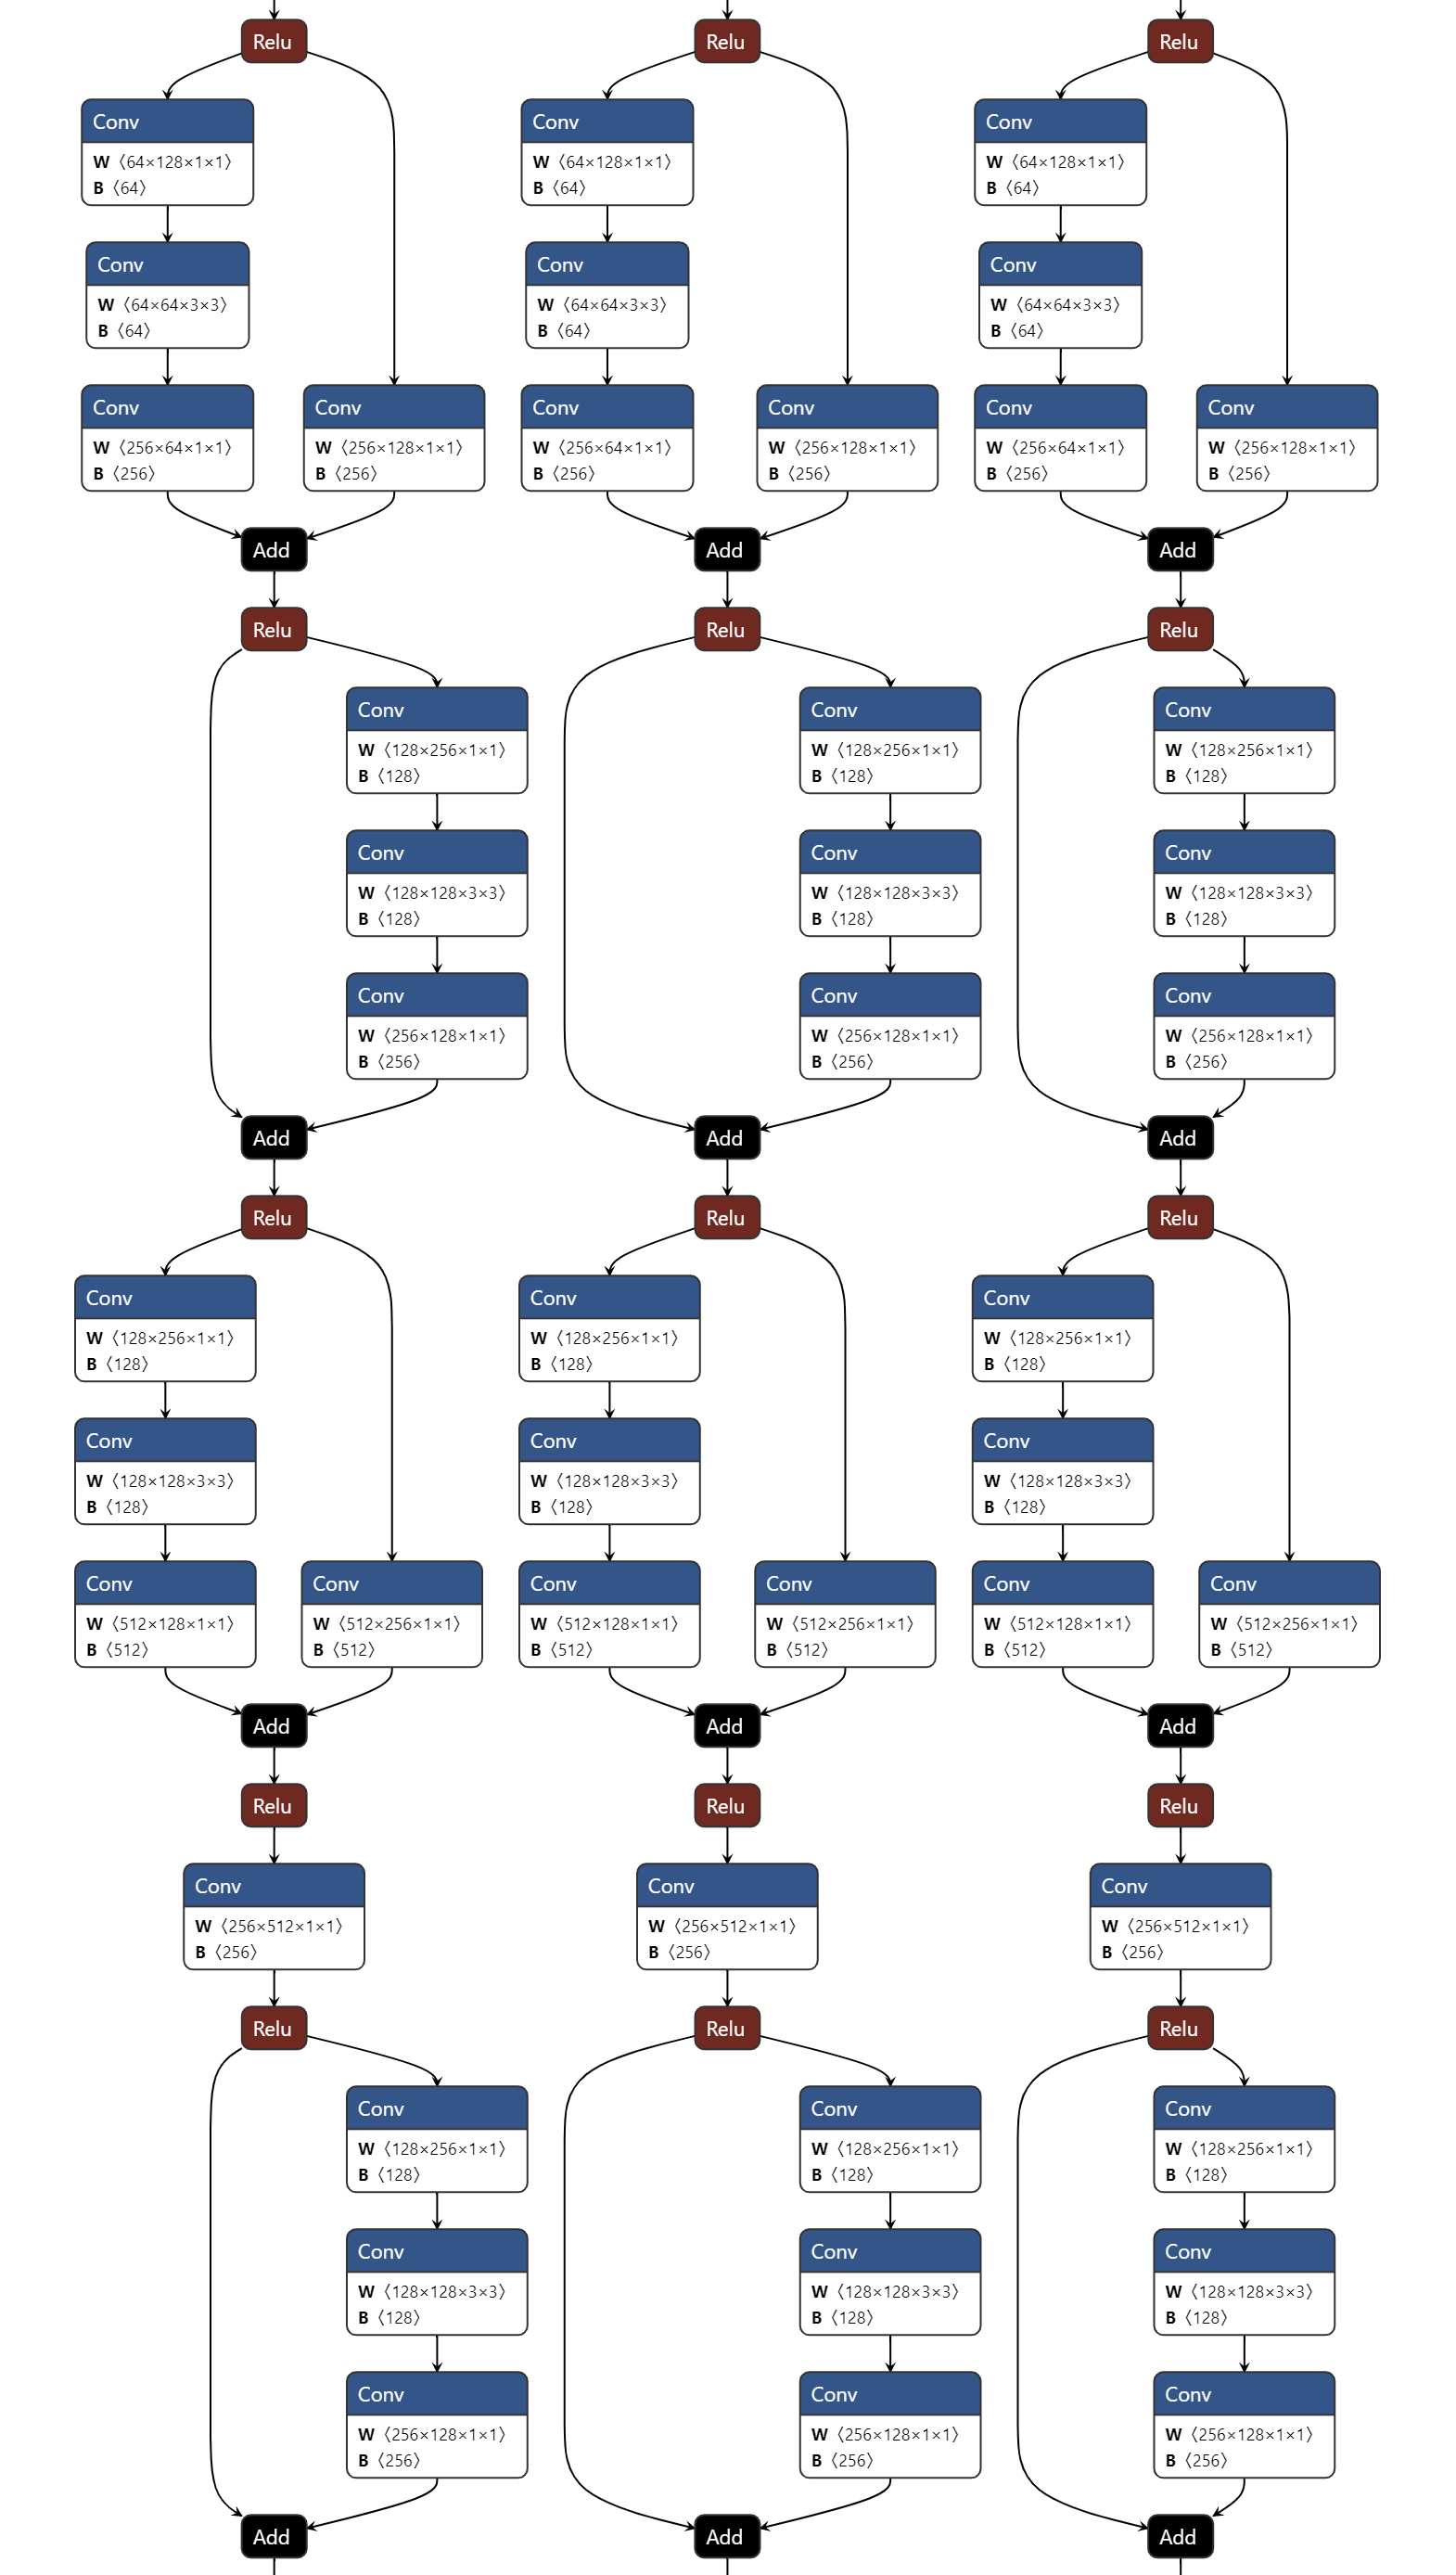 Relu Relu Relu
Conv Conv Conv
W 〈64×128×1×1〉 W 〈64×128×1×1〉 W 〈64×128×1×1〉
B 〈64〉 B 〈64〉 B 〈64〉
Conv Conv Conv
W 〈64×64×3×3〉 W 〈64×64×3×3〉 W 〈64×64×3×3〉
B 〈64〉 B 〈64〉 B 〈64〉
Conv Conv Conv Conv Conv Conv
W 〈256×64×1×1〉 W 〈256×128×1×1〉 W 〈256×64×1×1〉 W 〈256×128×1×1〉 W 〈256×64×1×1〉 W 〈256×128×1×1〉
B 〈256〉 B 〈256〉 B 〈256〉 B 〈256〉 B 〈256〉 B 〈256〉
Add Add Add
Relu Relu Relu
Conv Conv Conv
W 〈128×256×1×1〉 W 〈128×256×1×1〉 W 〈128×256×1×1〉
B 〈128〉 B 〈128〉 B 〈128〉
Conv Conv Conv
W 〈128×128×3×3〉 W 〈128×128×3×3〉 W 〈128×128×3×3〉
B 〈128〉 B 〈128〉 B 〈128〉
Conv Conv Conv
W 〈256×128×1×1〉 W 〈256×128×1×1〉 W 〈256×128×1×1〉
B 〈256〉 B 〈256〉 B 〈256〉
Add Add Add
Relu Relu Relu
Conv Conv Conv
W 〈128×256×1×1〉 W 〈128×256×1×1〉 W 〈128×256×1×1〉
B 〈128〉 B 〈128〉 B 〈128〉
Conv Conv Conv
W 〈128×128×3×3〉 W 〈128×128×3×3〉 W 〈128×128×3×3〉
B 〈128〉 B 〈128〉 B 〈128〉
Conv Conv Conv Conv Conv Conv
W 〈512×128×1×1〉 W 〈512×256×1×1〉 W 〈512×128×1×1〉 W 〈512×256×1×1〉 W 〈512×128×1×1〉 W 〈512×256×1×1〉
B 〈512〉 B 〈512〉 B 〈512〉 B 〈512〉 B 〈512〉 B 〈512〉
Add Add Add
Relu Relu Relu
Conv Conv Conv
W 〈256×512×1×1〉 W 〈256×512×1×1〉 W 〈256×512×1×1〉
B 〈256〉 B 〈256〉 B 〈256〉
Relu Relu Relu
Conv Conv Conv
W 〈128×256×1×1〉 W 〈128×256×1×1〉 W 〈128×256×1×1〉
B 〈128〉 B 〈128〉 B 〈128〉
Conv Conv Conv
W 〈128×128×3×3〉 W 〈128×128×3×3〉 W 〈128×128×3×3〉
B 〈128〉 B 〈128〉 B 〈128〉
Conv Conv Conv
W 〈256×128×1×1〉 W 〈256×128×1×1〉 W 〈256×128×1×1〉
B 〈256〉 B 〈256〉 B 〈256〉
Add Add Add